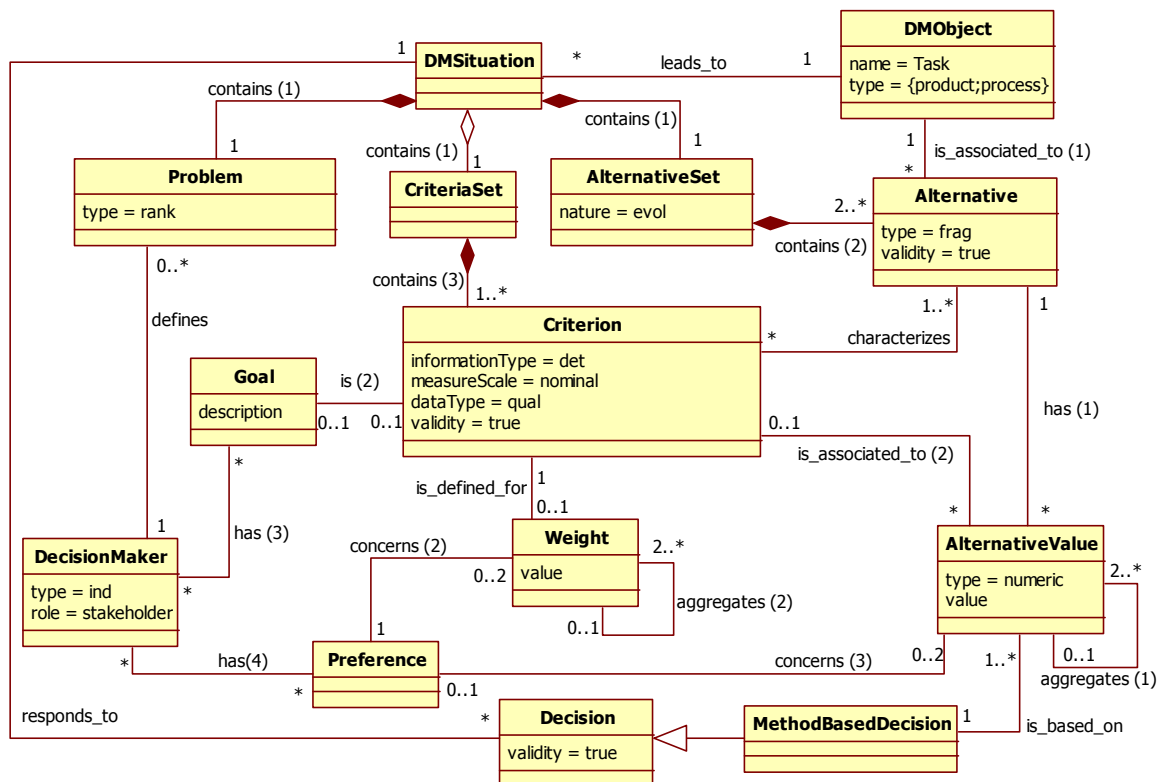 DMObject
name = Task
type = {product;process}
1
DMSituation
*
leads_to
1
contains (1)
contains (1)
1
is_associated_to (1)
*
1
contains (1)
1
1
Problem
type = rank
CriteriaSet
AlternativeSet
nature = evol
2..*
contains (2)
Alternative
type = frag
validity = true
0..*
contains (3)
1..*
1..*
1
defines
Criterion
informationType = det
measureScale = nominal
dataType = qual
validity = true
*
characterizes
Goal
description
is (2)
0..1
0..1
has (1)
0..1
is_associated_to (2)
*
is_defined_for
1
0..1
*
*
1
has (3)
DecisionMaker
type = ind
role = stakeholder
*
concerns (2)
0..2
Weight
value
2..*
aggregates (2)
0..1
AlternativeValue
type = numeric
value
2..*
1
*
has(4)
*
Preference
0..1
concerns (3)
0..2
1..*
0..1
aggregates (1)
responds_to
*
Decision
validity = true
MethodBasedDecision
1
is_based_on